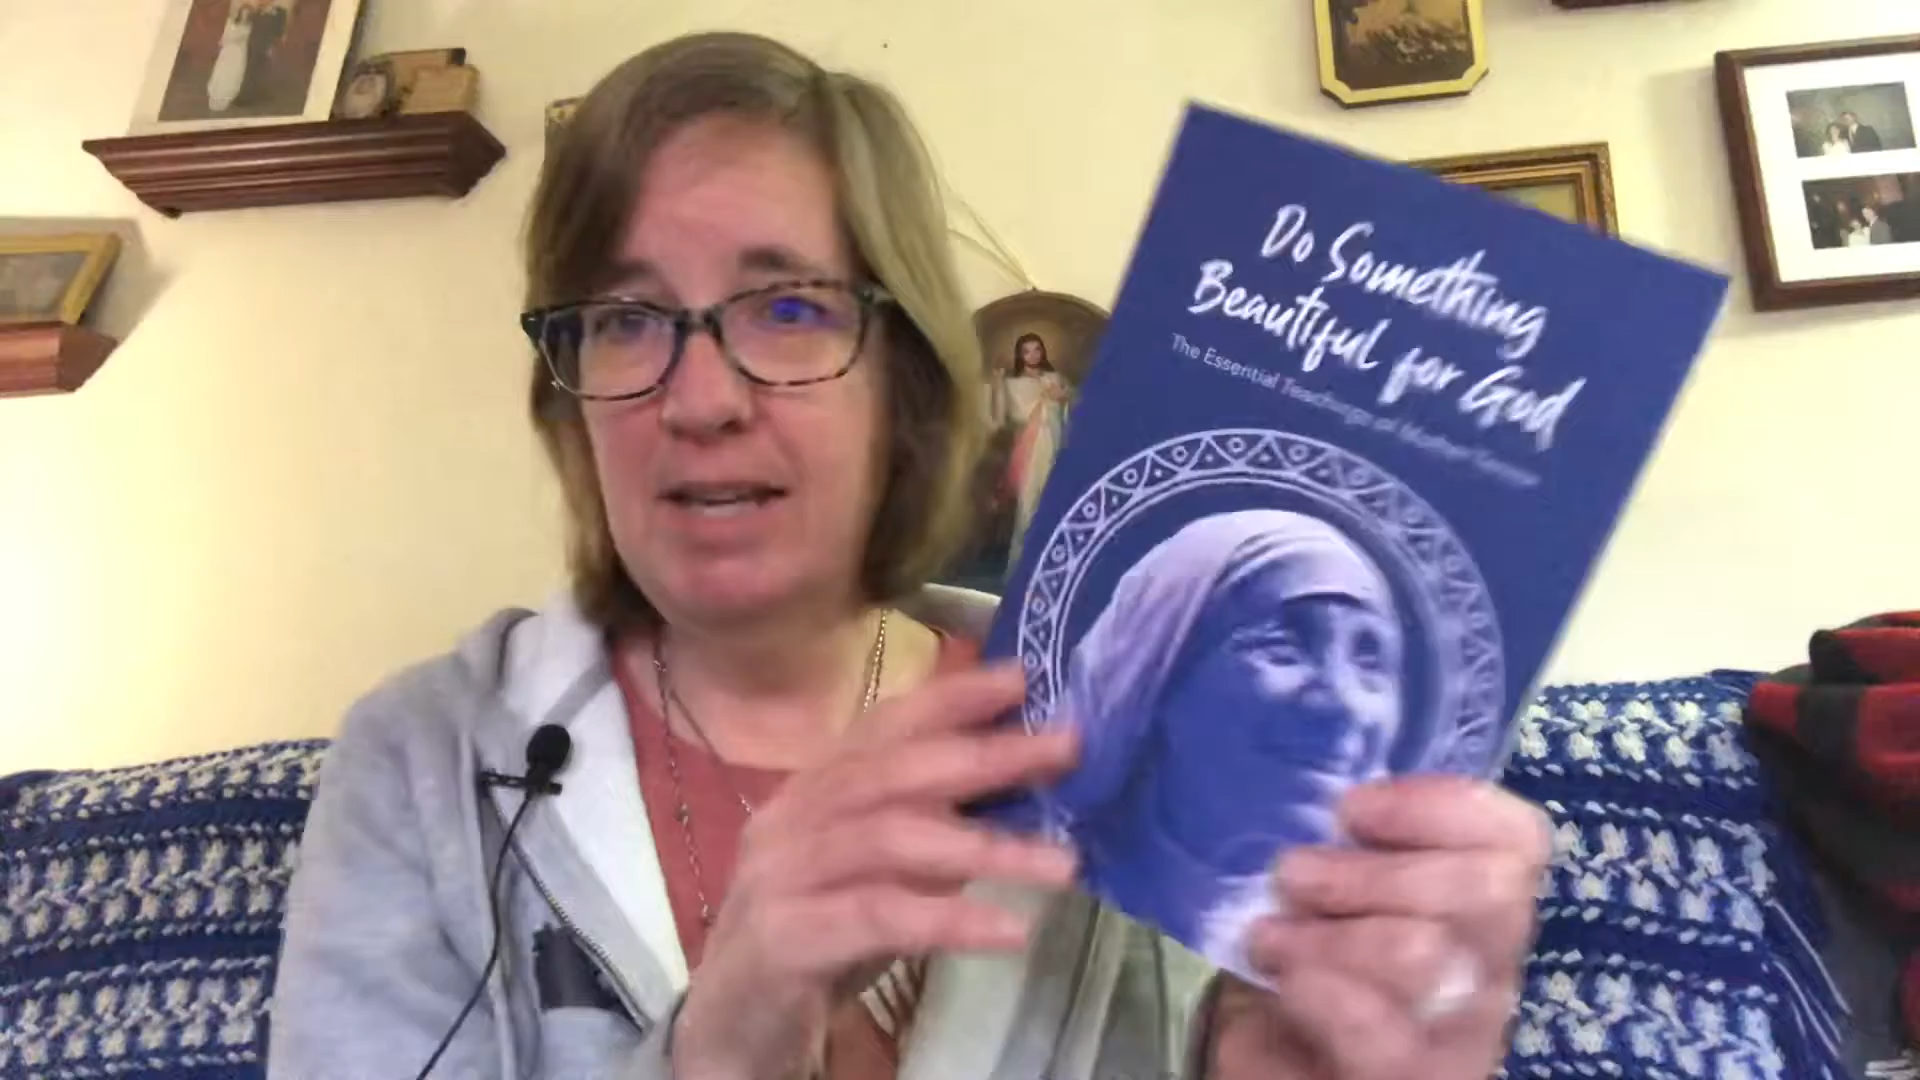 Do Something
Beautiful for God
The Essential Teachings of Mother Teresa